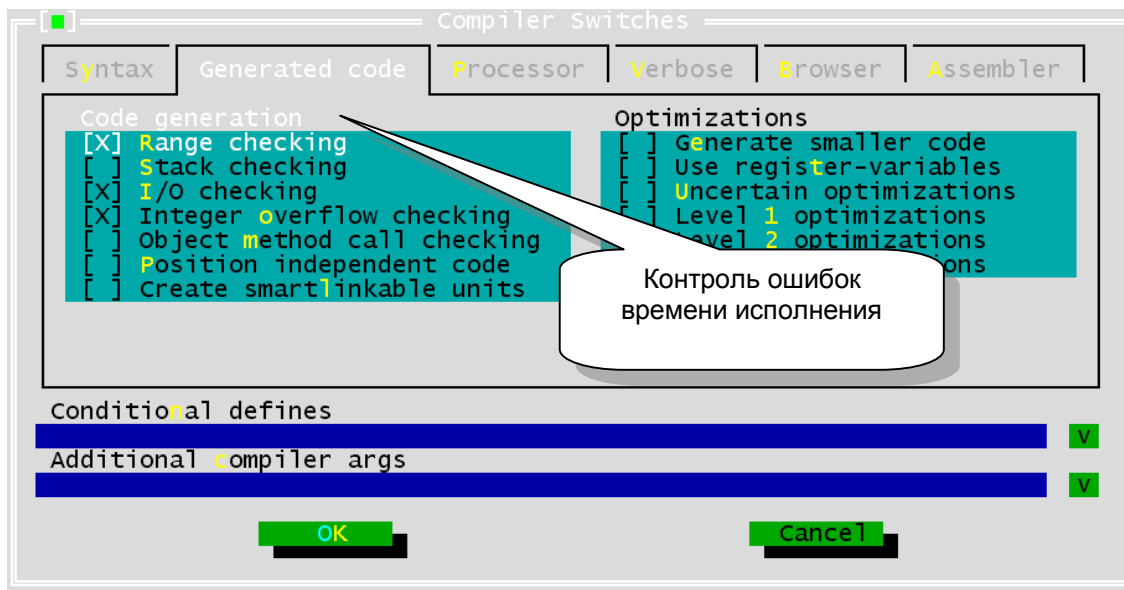 [■] Compiler Switches
Syntax Generated code Processor Verbose Browser Assembler
Code generation
[X] Range checking
[ ] Stack checking
[X] I/O checking
[X] Integer overflow checking
[ ] Object method call checking
[ ] Position independent code
[ ] Create smartlinkable units
Optimizations
[ ] Generate smaller code
[ ] Use register-variables
[ ] Uncertain optimizations
[ ] Level 1 optimizations
Level 2 optimizations
Контроль ошибок
времени исполнения
Conditional defines
V
Additional compiler args
V
OK Cancel